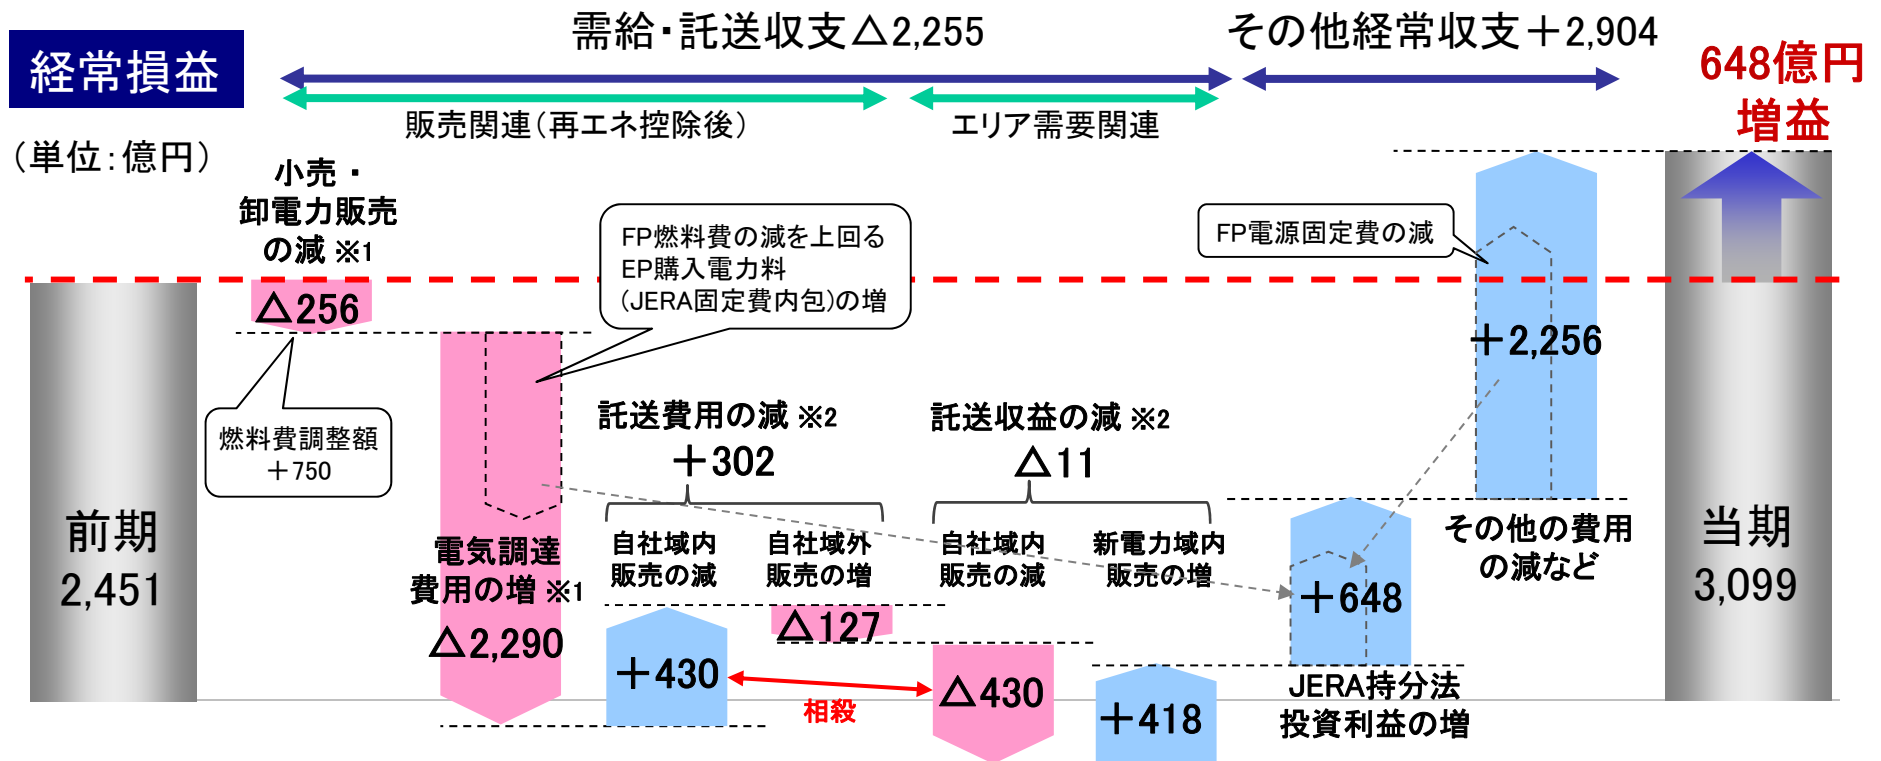 経常損益
(単位:億円)
需給・託送収支△2,255
その他経常収支＋2,904
648億円
増益
販売関連(再エネ控除後)
エリア需要関連
小売・
卸電力販売
の減 ※1
△256
燃料費調整額
＋750
FP燃料費の減を上回る
EP購入電力料
(JERA固定費内包)の増
FP電源固定費の減
前期
2,451
電気調達
費用の増 ※1
△2,290
託送費用の減 ※2
＋302
自社域内
販売の減
自社域外
販売の増
＋430
△127
相殺
託送収益の減 ※2
△11
自社域内
販売の減
新電力域内
販売の増
△430
＋418
＋648
JERA持分法
投資利益の増
＋2,256
その他の費用
の減など
当期
3,099